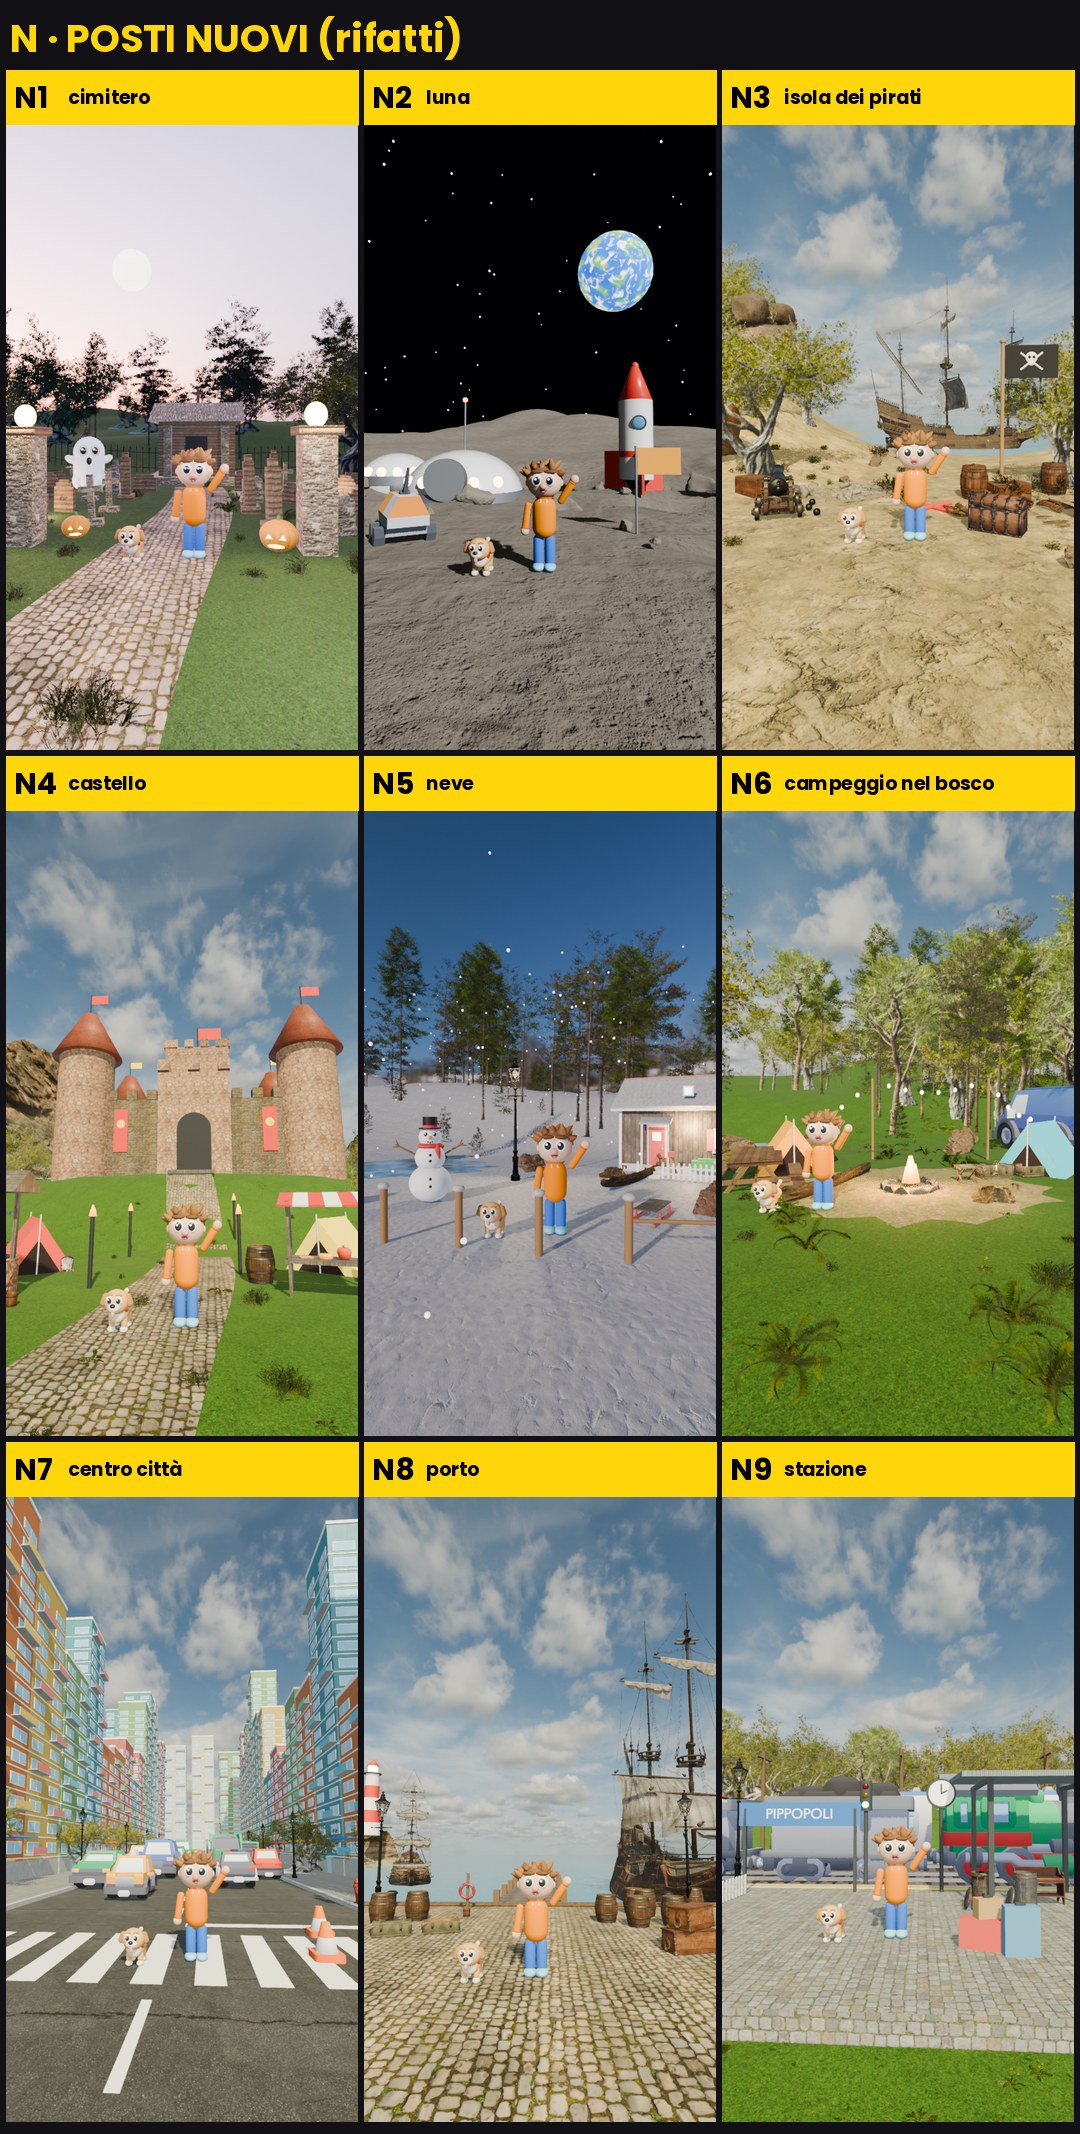 N · POSTI NUOVI (rifatti)
N1 cimitero
N2 luna
N3 isola dei pirati
N4 castello
N5 neve
N6 campeggio nel bosco
N7 centro città
N8 porto
N9 stazione
PIPPOPOLI